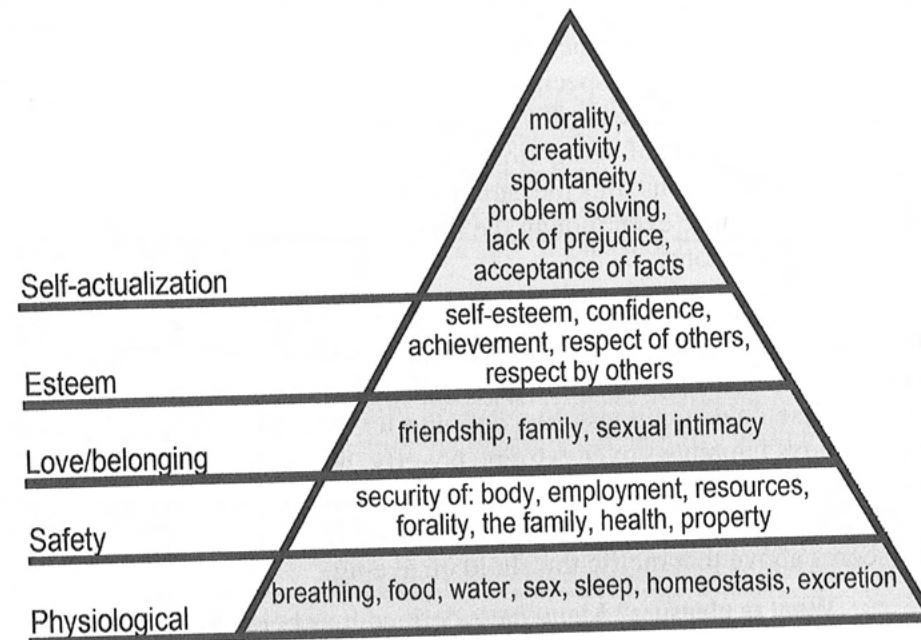 morality,
creativity,
spontaneity,
problem solving,
lack of prejudice,
acceptance of facts
Self-actualization
self-esteem, confidence,
achievement, respect of others,
respect by others
Esteem
friendship, family, sexual intimacy
Love/belonging
security of: body, employment, resources,
forality, the family, health, property
Safety
breathing, food, water, sex, sleep, homeostasis, excretion
Physiological